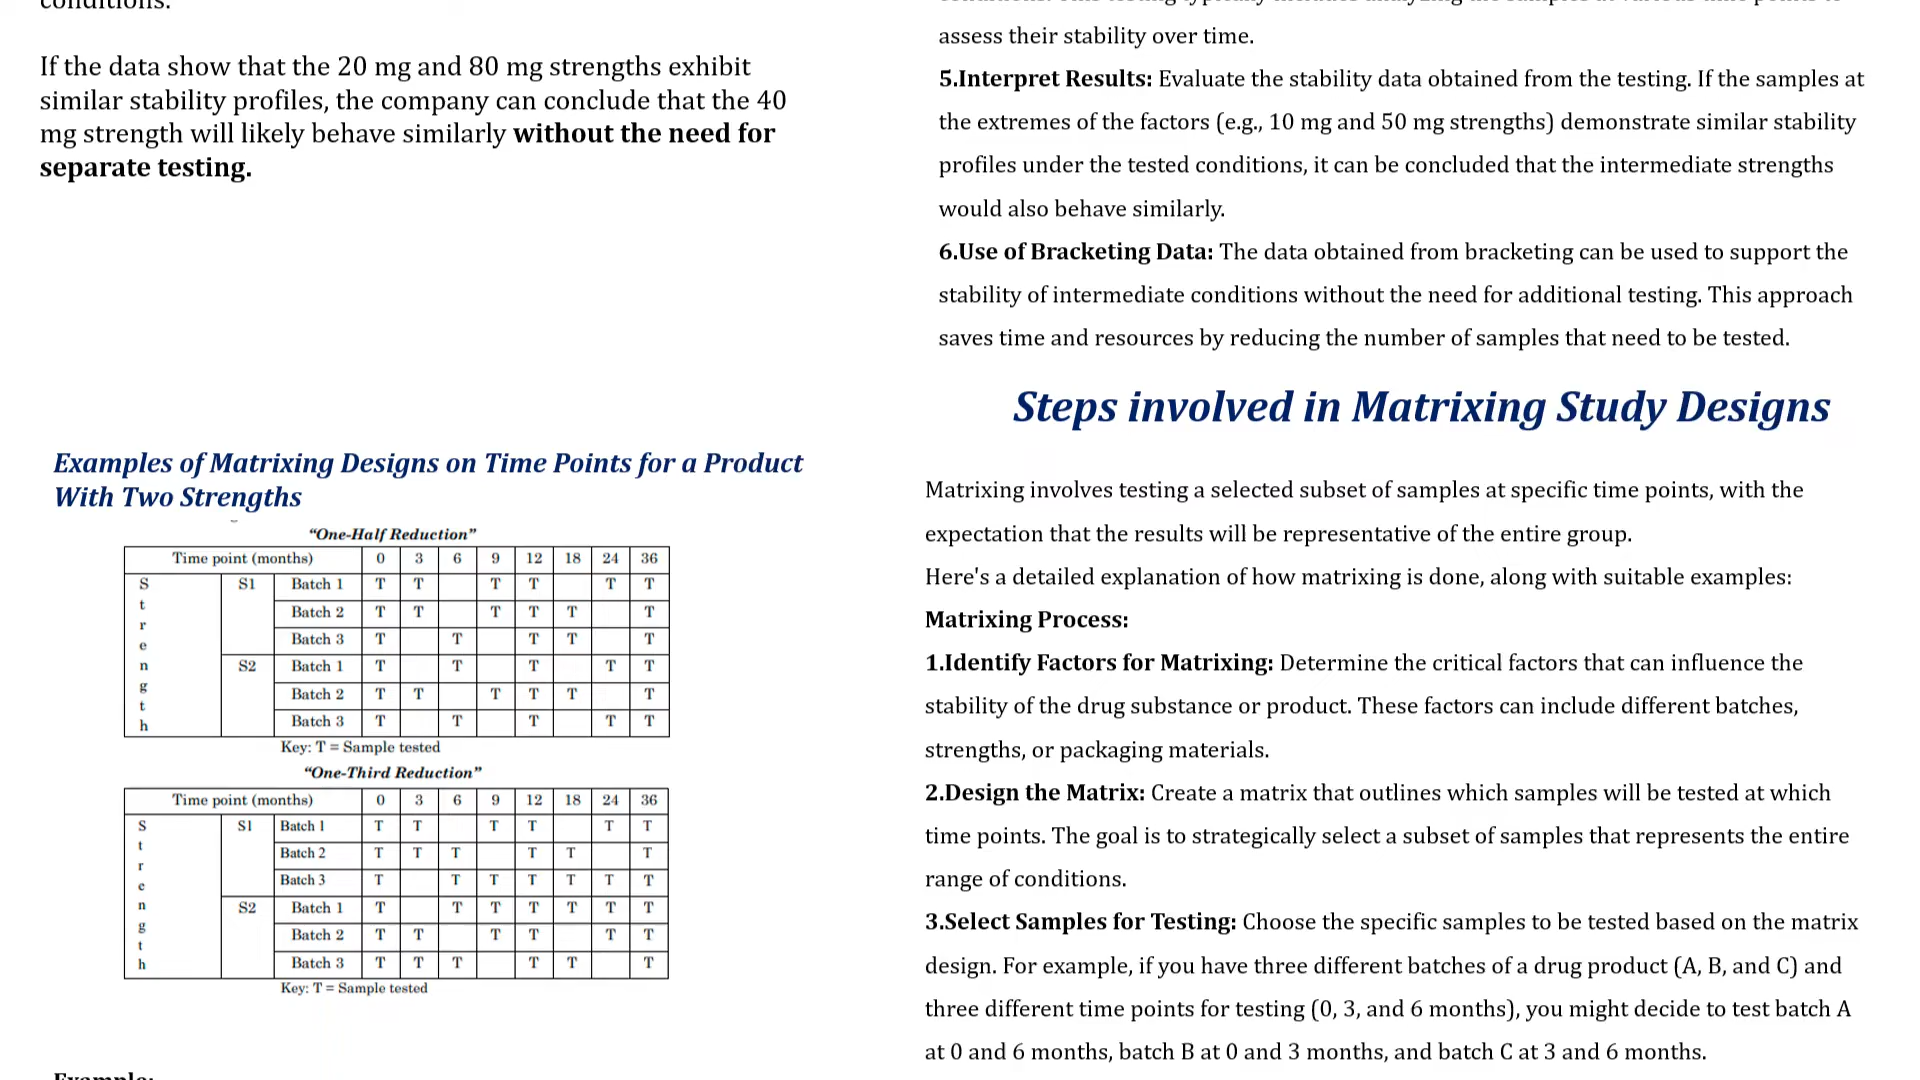 conditions.
If the data show that the 20 mg and 80 mg strengths exhibit
similar stability profiles, the company can conclude that the 40
mg strength will likely behave similarly without the need for
separate testing.
Examples of Matrixing Designs on Time Points for a Product
With Two Strengths
“One-Half Reduction”
Time point (months) 0 3 6 9 12 18 24 36
Strength
S1 Batch 1 T T T T T T
Batch 2 T T T T T T
Batch 3 T T T T T
S2 Batch 1 T T T T T
Batch 2 T T T T T T
Batch 3 T T T T T
Key: T = Sample tested
“One-Third Reduction”
Time point (months) 0 3 6 9 12 18 24 36
Strength
S1 Batch 1 T T T T T T
Batch 2 T T T T T T
Batch 3 T T T T T T T
S2 Batch 1 T T T T T T T
Batch 2 T T T T T T
Batch 3 T T T T T T
Key: T = Sample tested
Example:
assess their stability over time.
5.Interpret Results: Evaluate the stability data obtained from the testing. If the samples at
the extremes of the factors (e.g., 10 mg and 50 mg strengths) demonstrate similar stability
profiles under the tested conditions, it can be concluded that the intermediate strengths
would also behave similarly.
6.Use of Bracketing Data: The data obtained from bracketing can be used to support the
stability of intermediate conditions without the need for additional testing. This approach
saves time and resources by reducing the number of samples that need to be tested.
Steps involved in Matrixing Study Designs
Matrixing involves testing a selected subset of samples at specific time points, with the
expectation that the results will be representative of the entire group.
Here's a detailed explanation of how matrixing is done, along with suitable examples:
Matrixing Process:
1.Identify Factors for Matrixing: Determine the critical factors that can influence the
stability of the drug substance or product. These factors can include different batches,
strengths, or packaging materials.
2.Design the Matrix: Create a matrix that outlines which samples will be tested at which
time points. The goal is to strategically select a subset of samples that represents the entire
range of conditions.
3.Select Samples for Testing: Choose the specific samples to be tested based on the matrix
design. For example, if you have three different batches of a drug product (A, B, and C) and
three different time points for testing (0, 3, and 6 months), you might decide to test batch A
at 0 and 6 months, batch B at 0 and 3 months, and batch C at 3 and 6 months.